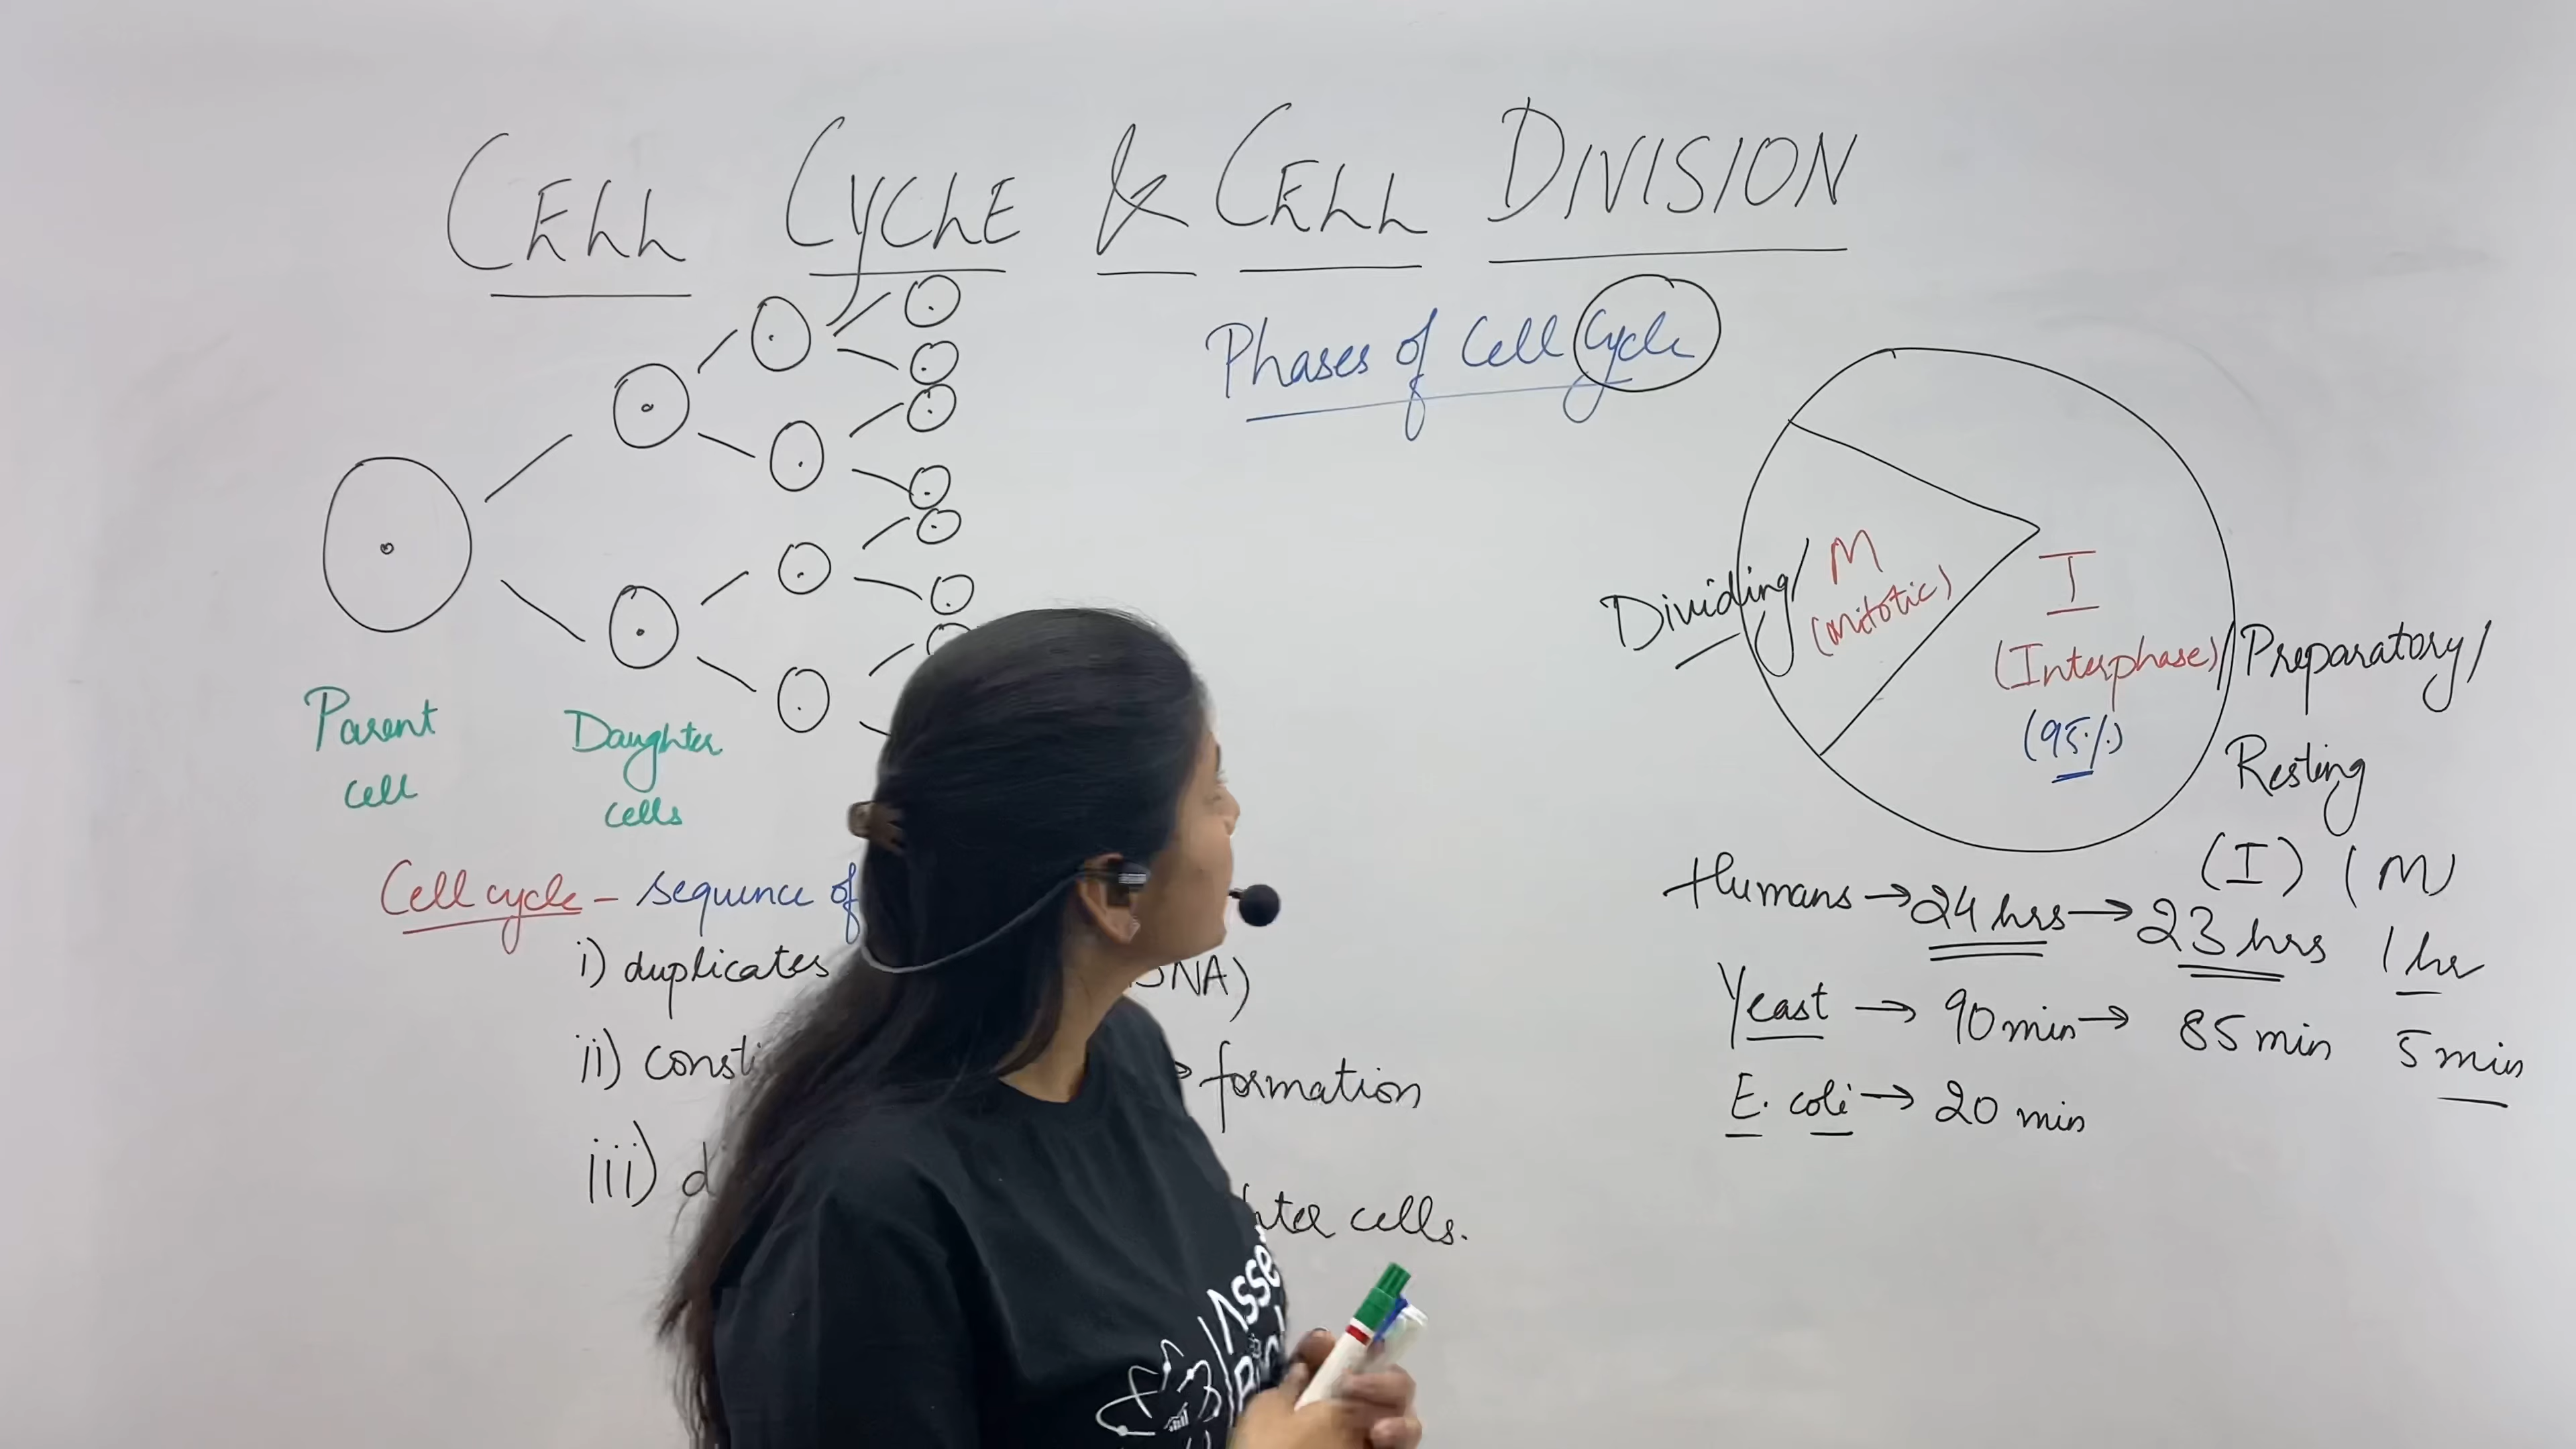 CELL CYCLE & CELL DIVISION
Phases of Cell Cycle
Parent
cell
Daughter
cells
Cell cycle - sequence of
i) duplicates DNA)
ii) formation
iii) cells.
Dividing/
M
(mitotic)
I
(Interphase)/
(95%)
Preparatory/
Resting
(I) (M)
Humans → 24 hrs → 23 hrs 1 hr
Yeast → 90 min → 85 min 5 min
E. coli → 20 min